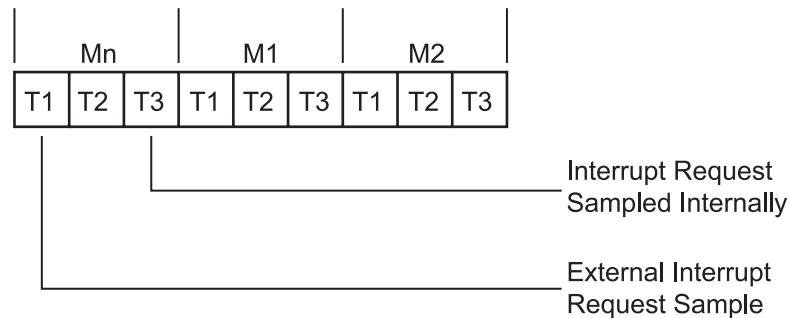 Mn M1 M2
T1 T2 T3 T1 T2 T3 T1 T2 T3
Interrupt Request
Sampled Internally
External Interrupt
Request Sample